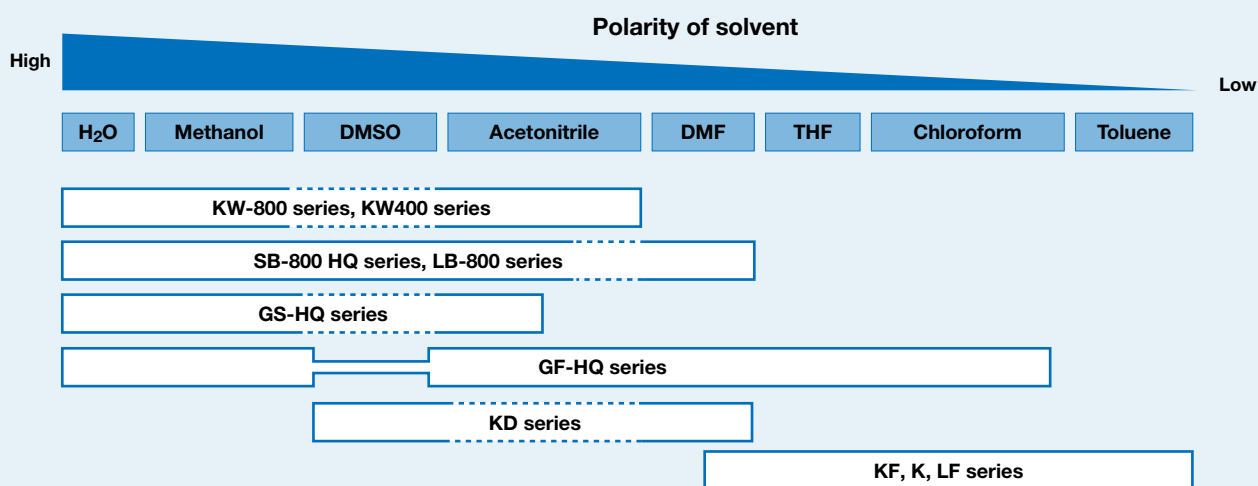 Polarity of solvent
High
Low
H₂O Methanol DMSO Acetonitrile DMF THF Chloroform Toluene
KW-800 series, KW400 series
SB-800 HQ series, LB-800 series
GS-HQ series
GF-HQ series
KD series
KF, K, LF series